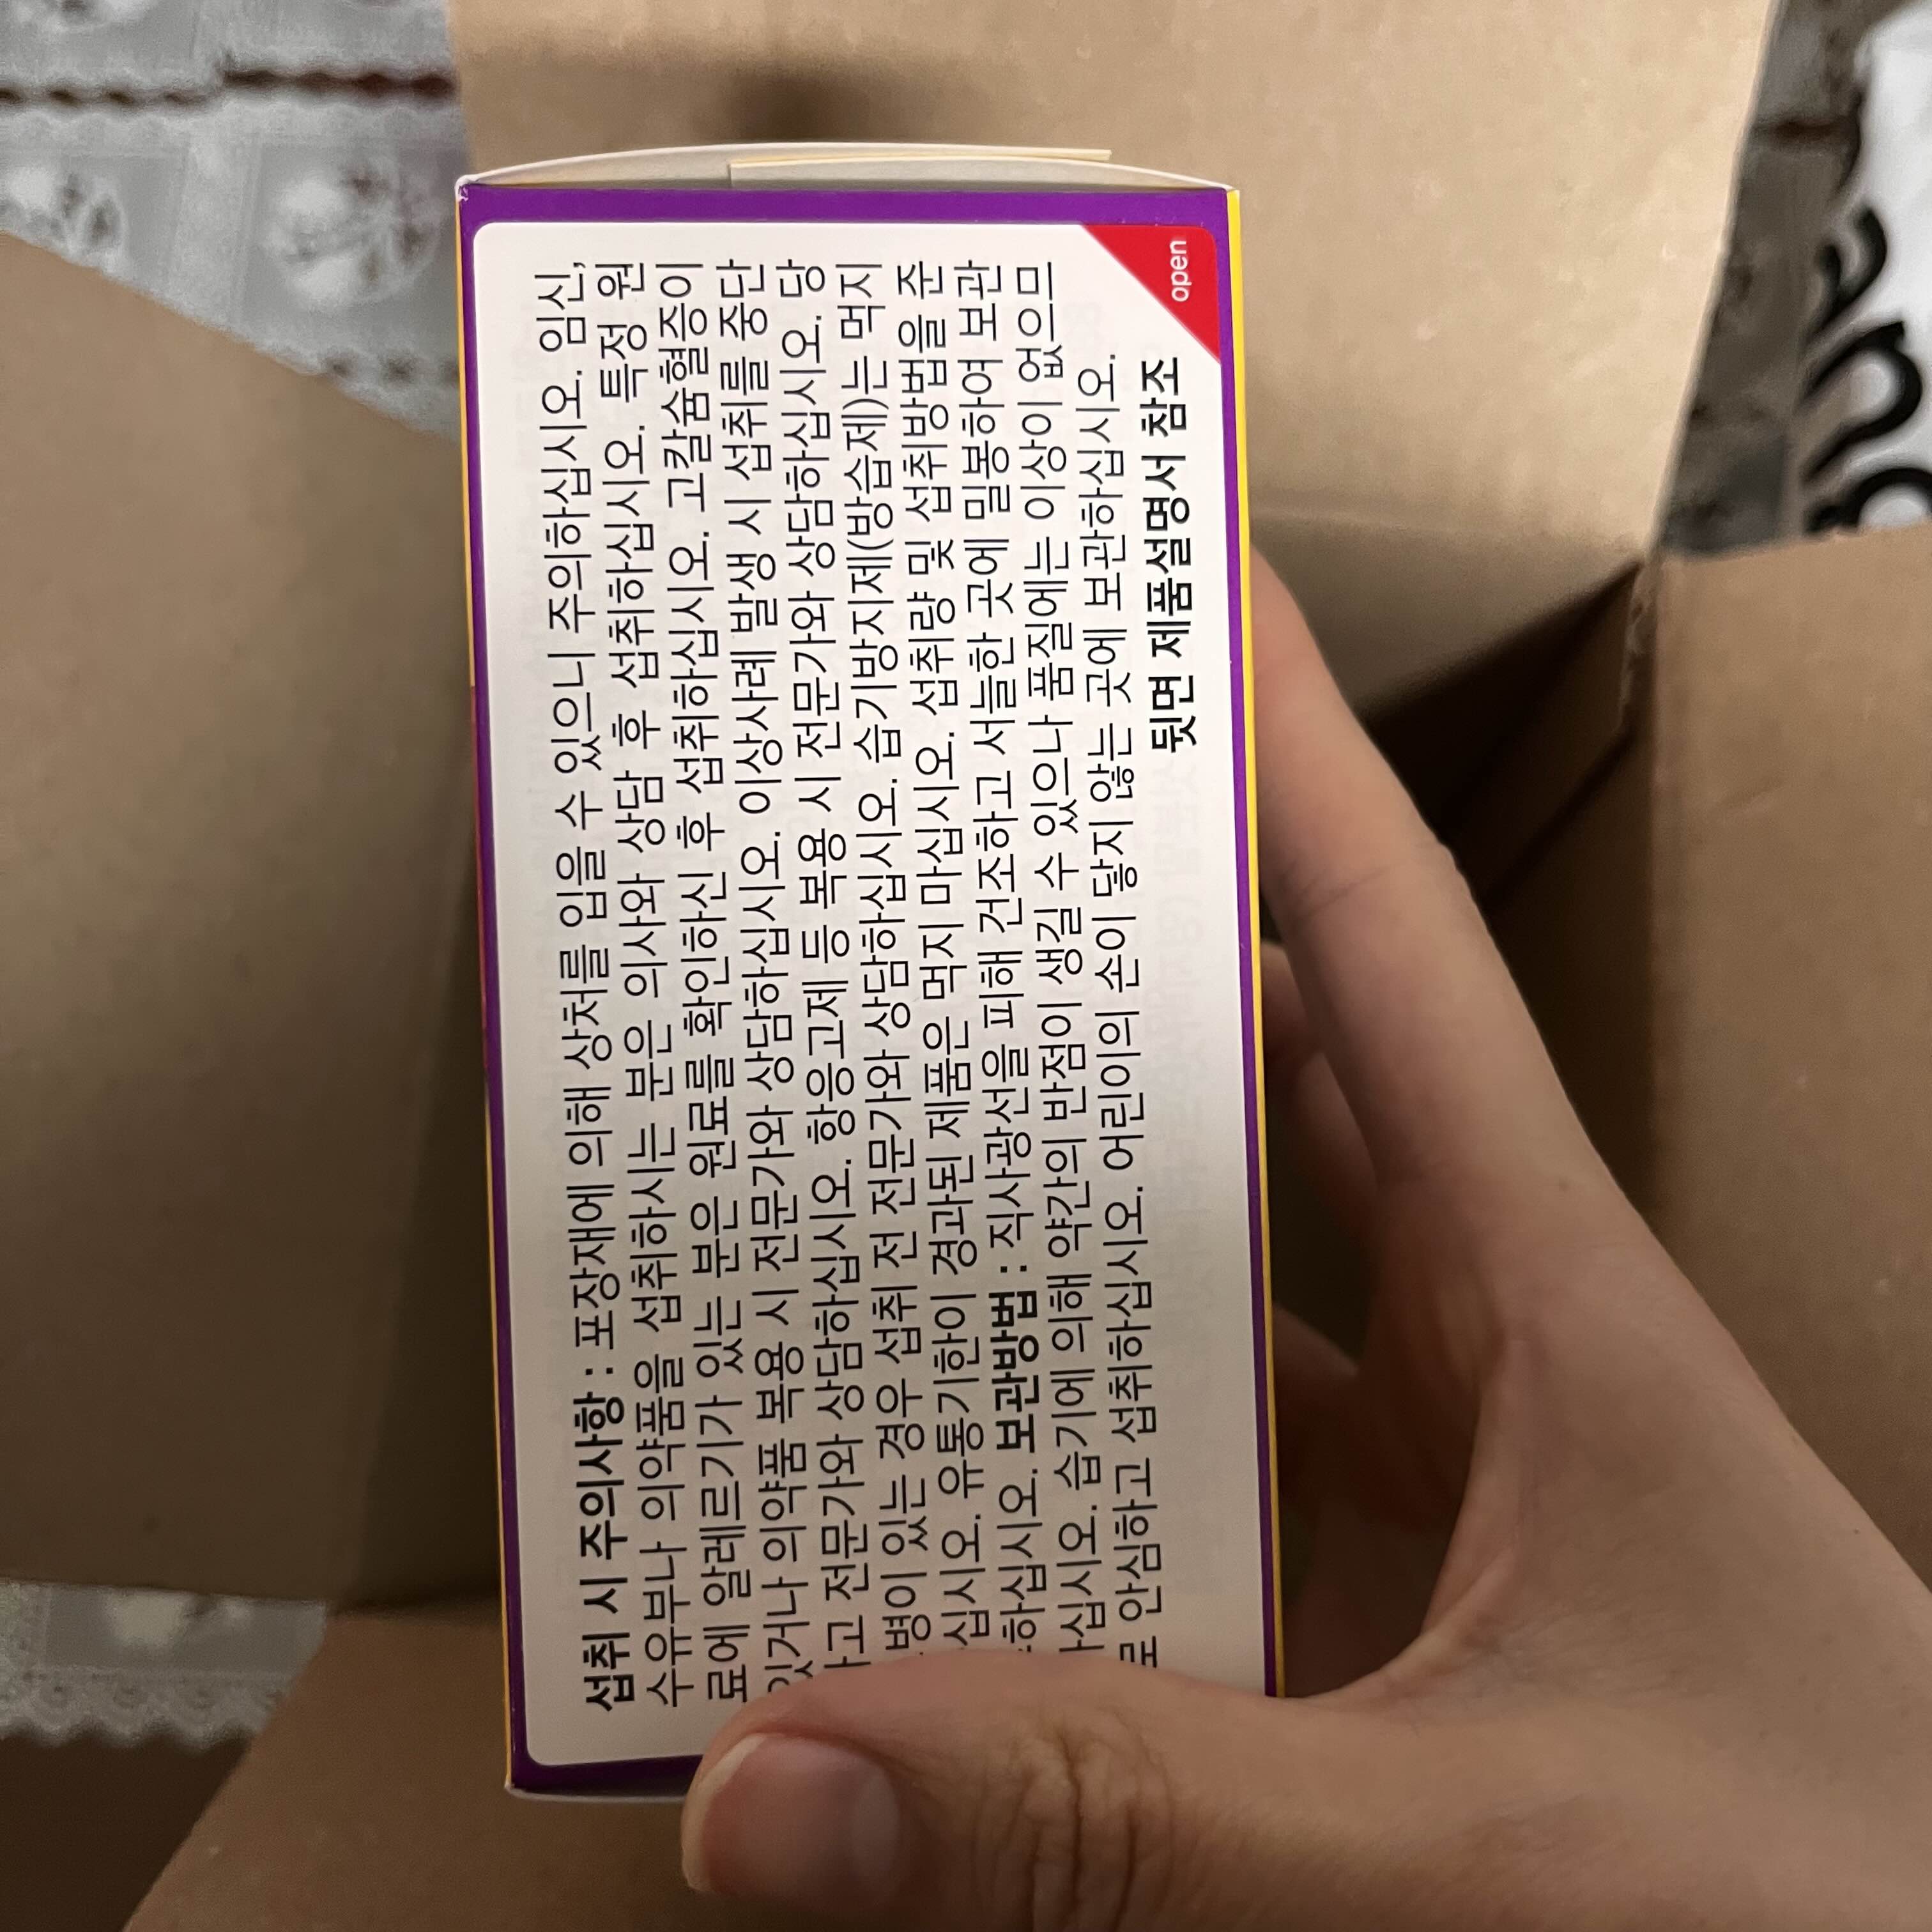 섭취 시 주의사항 : 포장재에 의해 상처를 입을 수 있으니 주의하십시오. 임신,
수유부나 의약품을 섭취하시는 분은 의사와 상담 후 섭취하십시오. 특정 원
료에 알레르기가 있는 분은 원료를 확인하신 후 섭취하십시오. 고칼슘혈증이
있거나 의약품 복용 시 전문가와 상담하십시오. 이상사례 발생 시 섭취를 중단
하고 전문가와 상담하십시오. 항응고제 등 복용 시 전문가와 상담하십시오. 당
병이 있는 경우 섭취 전 전문가와 상담하십시오. 습기방지제(방습제)는 먹지
십시오. 유통기한이 경과된 제품은 먹지 마십시오. 섭취량 및 섭취방법을 준
하십시오. 보관방법 : 직사광선을 피해 건조하고 서늘한 곳에 밀봉하여 보관
하십시오. 습기에 의해 약간의 반점이 생길 수 있으나 품질에는 이상이 없으므
로 안심하고 섭취하십시오. 어린이의 손이 닿지 않는 곳에 보관하십시오.
뒷면 제품설명서 참조
open